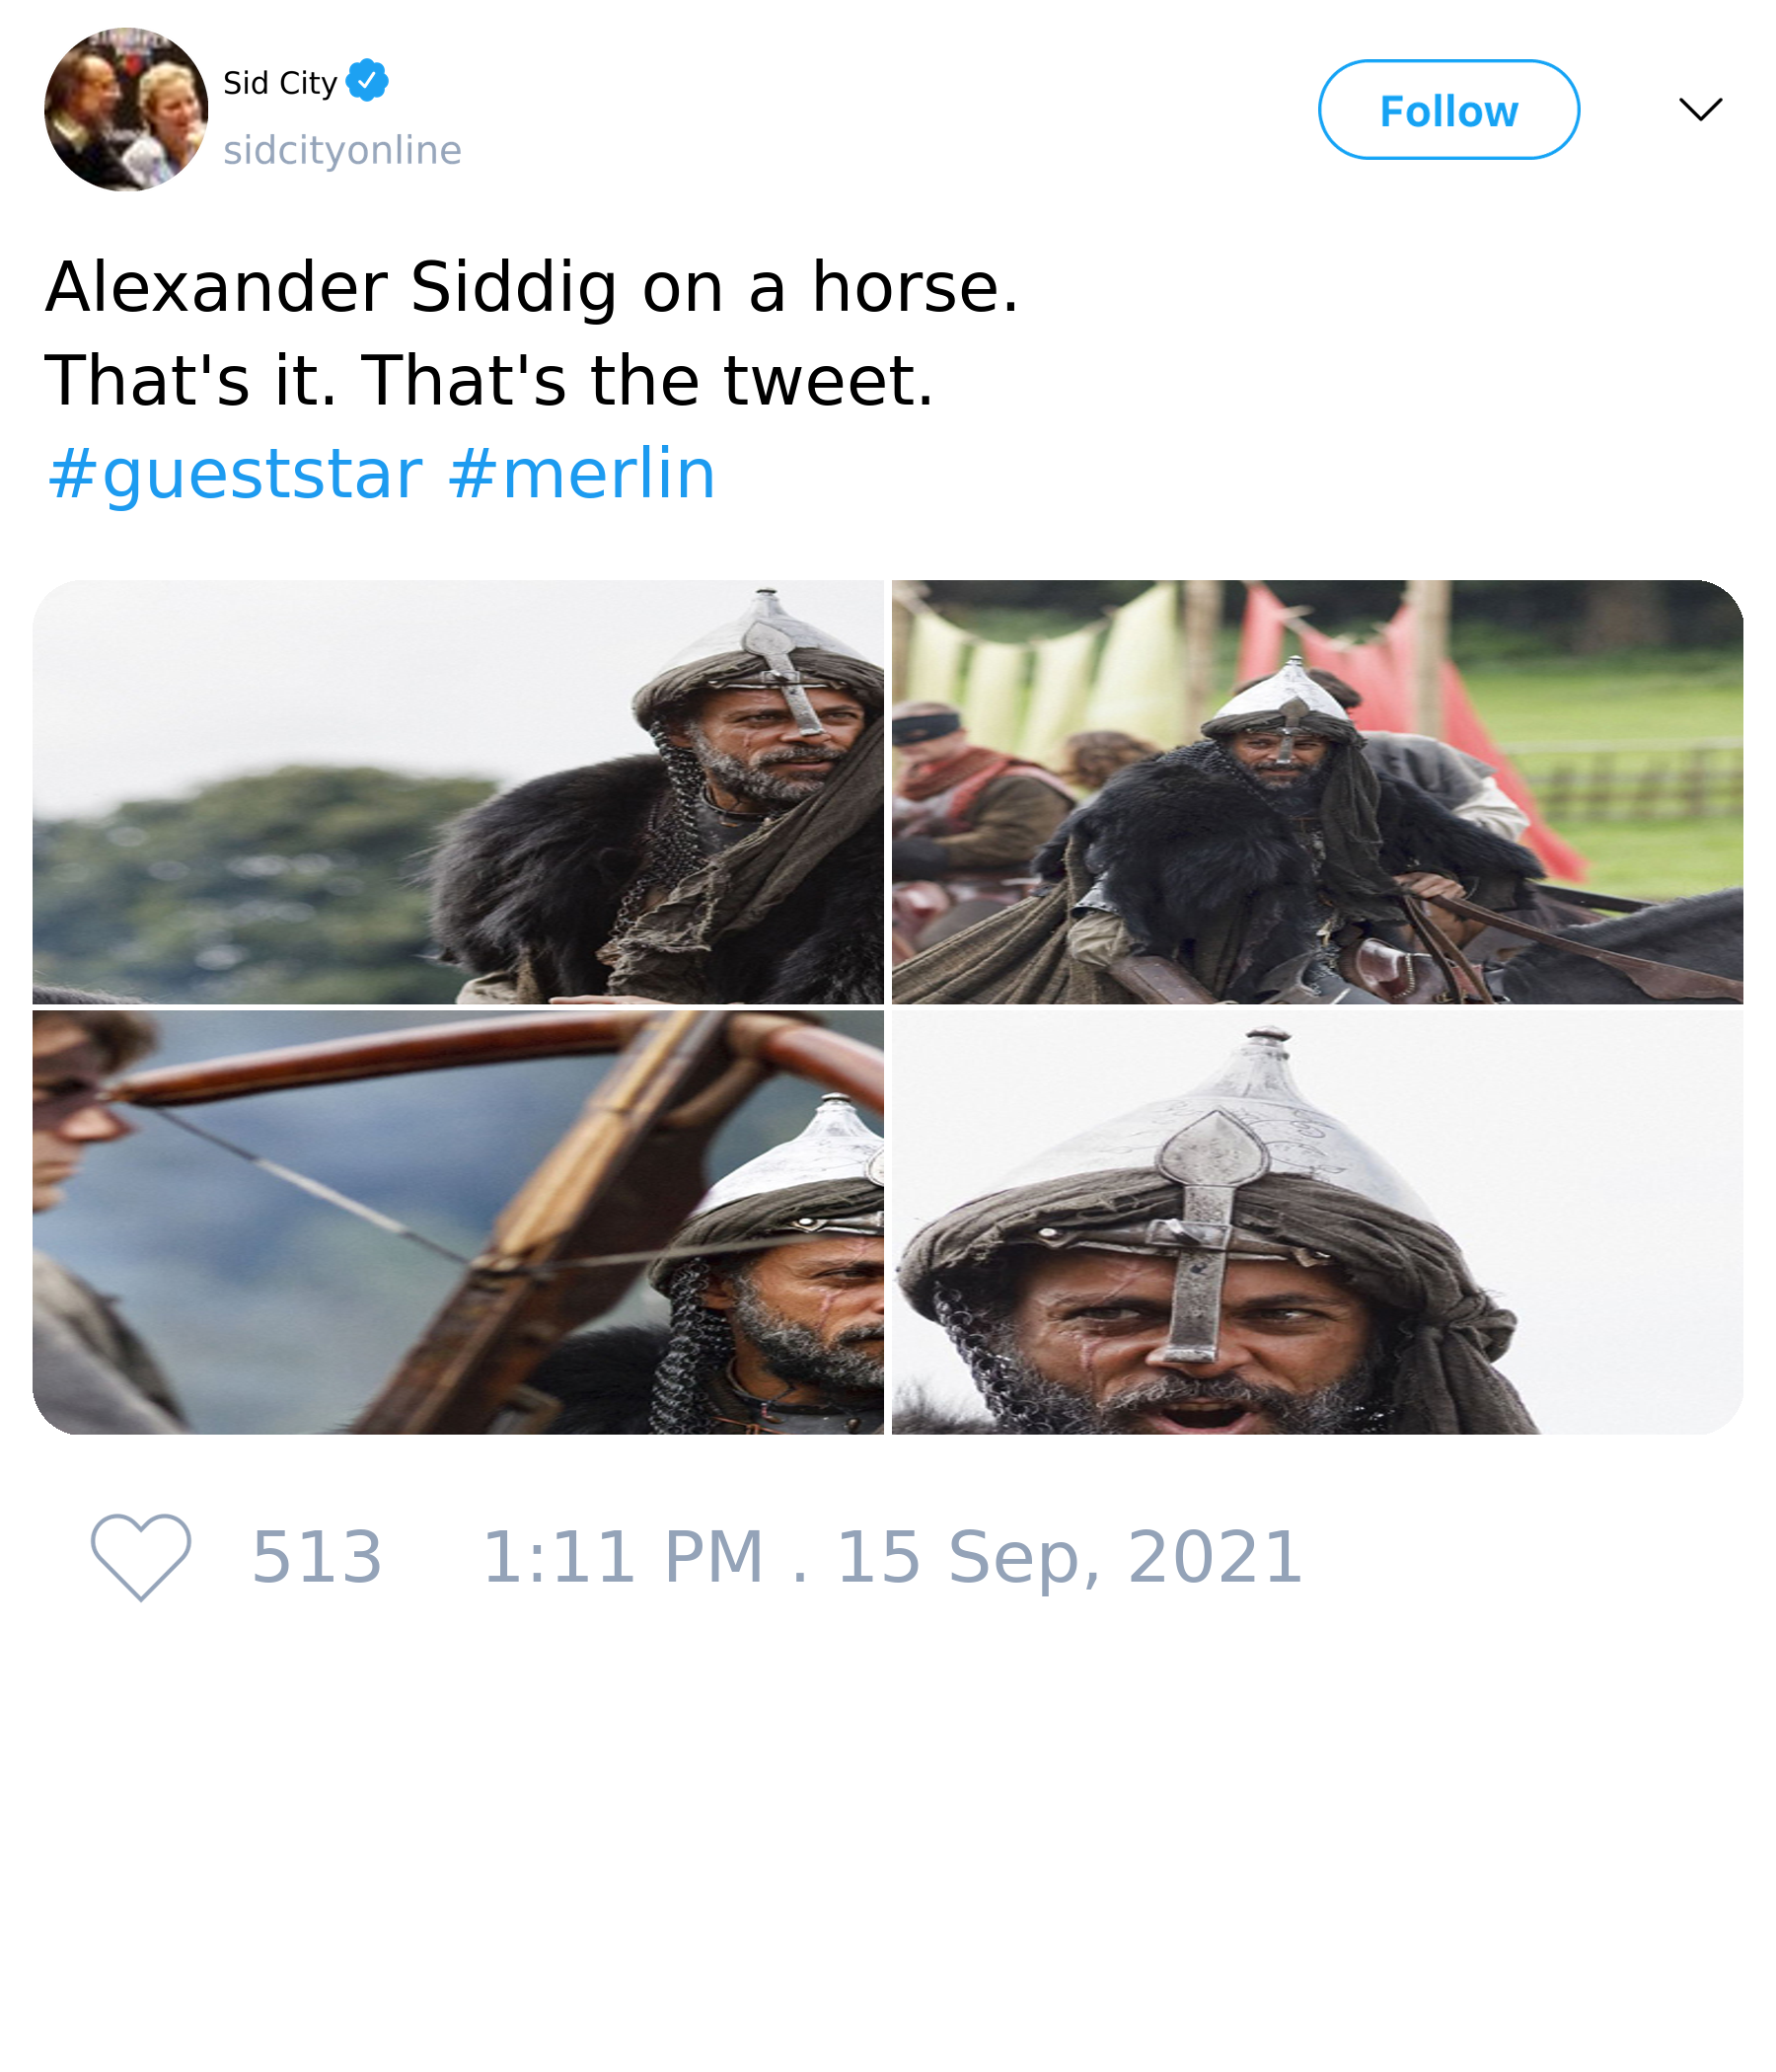 Sid City
sidcityonline
Follow
Alexander Siddig on a horse.
That's it. That's the tweet.
#gueststar #merlin
513 1:11 PM . 15 Sep, 2021